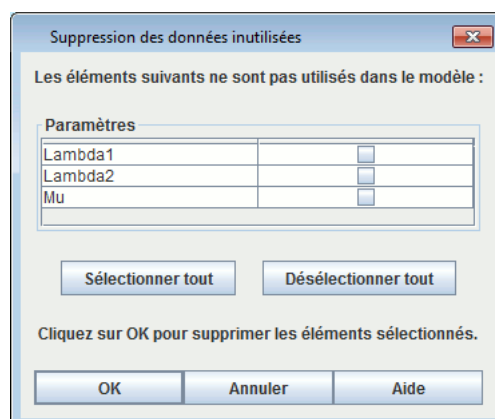 Suppression des données inutilisées
Les éléments suivants ne sont pas utilisés dans le modèle :
Paramètres
Lambda1
Lambda2
Mu
Sélectionner tout Désélectionner tout
Cliquez sur OK pour supprimer les éléments sélectionnés.
OK Annuler Aide